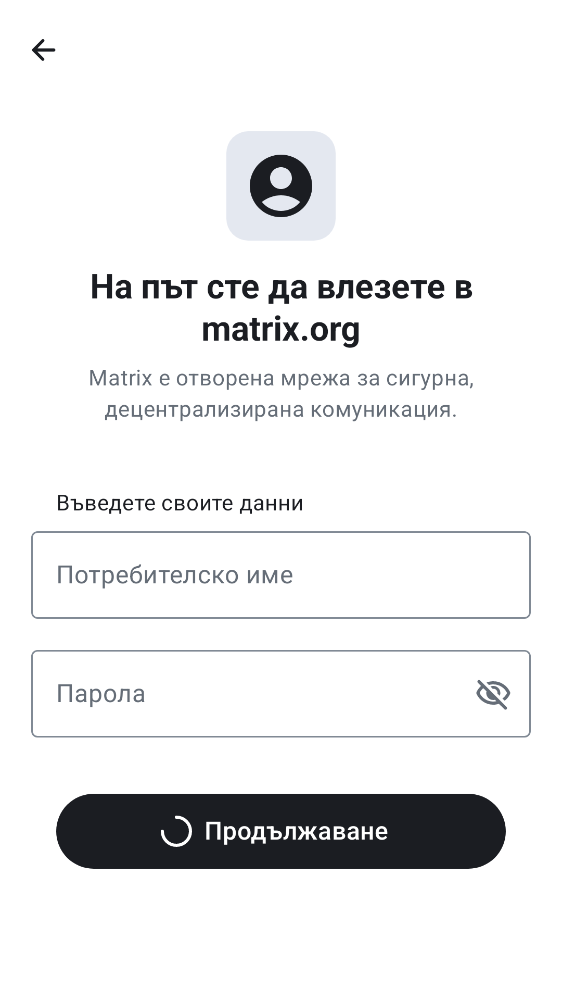 На път сте да влезете в
matrix.org
Matrix е отворена мрежа за сигурна,
децентрализирана комуникация.
Въведете своите данни
Потребителско име
Парола
Продължаване